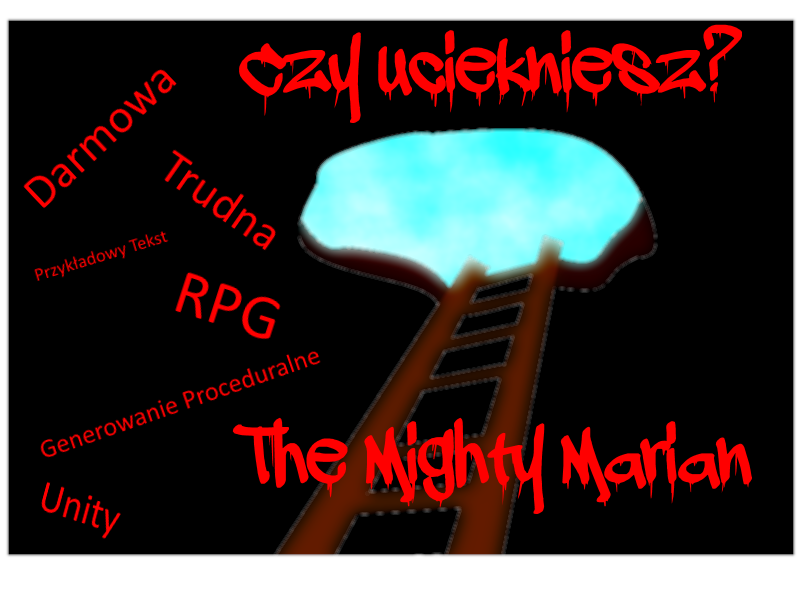 Czy uciekniesz?
Darmowa
Trudna
Przykładowy Tekst
RPG
Generowanie Proceduralne
The Mighty Marian
Unity